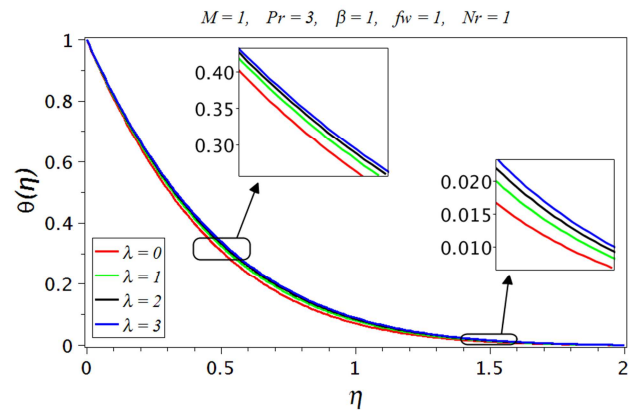 M = 1, Pr = 3, β = 1, fw = 1, Nr = 1
1
0.8
0.6
0.4
0.2
0
θ(η)
0.40
0.35
0.30
0.020
0.015
0.010
λ = 0
λ = 1
λ = 2
λ = 3
0
0.5
1
1.5
2
η